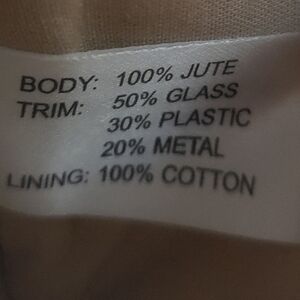 BODY: 100% JUTE
TRIM: 50% GLASS
30% PLASTIC
20% METAL
LINING: 100% COTTON